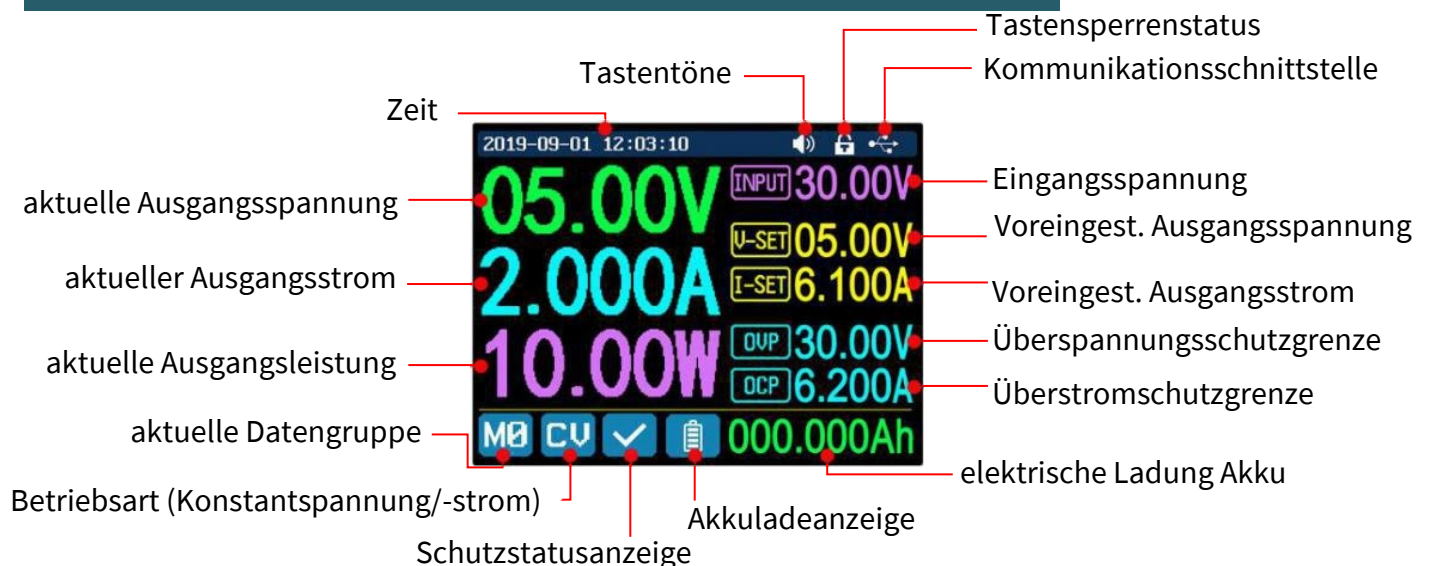 Tastensperrenstatus
Tastentöne
Kommunikationsschnittstelle
Zeit
2019-09-01 12:03:10
05.00V
INPUT 30.00V
Eingangsspannung
aktuelle Ausgangsspannung
V-SET 05.00V
Voreingest. Ausgangsspannung
2.000A
aktueller Ausgangsstrom
I-SET 6.100A
Voreingest. Ausgangsstrom
10.00W
OVP 30.00V
Überspannungsschutzgrenze
aktuelle Ausgangsleistung
OCP 6.200A
Überstromschutzgrenze
aktuelle Datengruppe
M0 CV 000.000Ah
elektrische Ladung Akku
Betriebsart (Konstantspannung/-strom)
Akkuladeanzeige
Schutzstatusanzeige